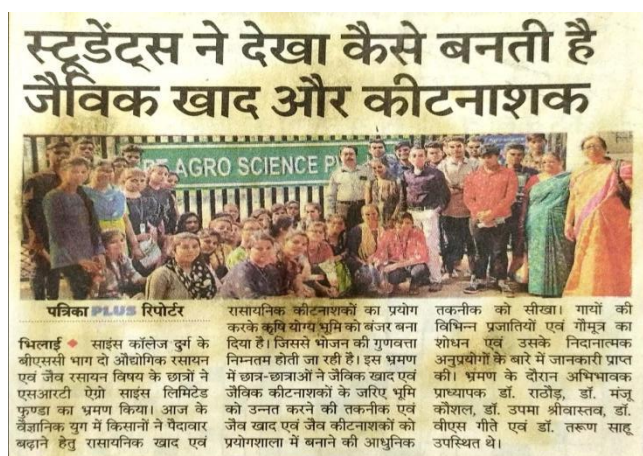 स्टूडेंट्स ने देखा कैसे बनती है
जैविक खाद और कीटनाशक
AGRO SCIENCE
पत्रिका PLUS रिपोर्टर
भिलाई ◆ साइंस कॉलेज दुर्ग के
बीएससी भाग दो औद्योगिक रसायन
एवं जैव रसायन विषय के छात्रों ने
एसआरटी ऐग्रो साइंस लिमिटेड
फुण्डा का भ्रमण किया। आज के
वैज्ञानिक युग में किसानों ने पैदावार
बढ़ाने हेतु रासायनिक खाद एवं
रासायनिक कीटनाशकों का प्रयोग
करके कृषि योग्य भूमि को बंजर बना
दिया है। जिससे भोजन की गुणवत्ता
निम्नतम होती जा रही है। इस भ्रमण
में छात्र-छात्राओं ने जैविक खाद एवं
जैविक कीटनाशकों के जरिए भूमि
को उन्नत करने की तकनीक एवं
जैव खाद एवं जैव कीटनाशकों को
प्रयोगशाला में बनाने की आधुनिक
तकनीक को सीखा। गायों की
विभिन्न प्रजातियों एवं गौमूत्र का
शोधन एवं उसके निदानात्मक
अनुप्रयोगों के बारे में जानकारी प्राप्त
की। भ्रमण के दौरान अभिभावक
प्राध्यापक डॉ. राठौड़, डॉ. मंजू
कौशल, डॉ. उपमा श्रीवास्तव, डॉ.
वीएस गीते एवं डॉ. तरूण साहू
उपस्थित थे।